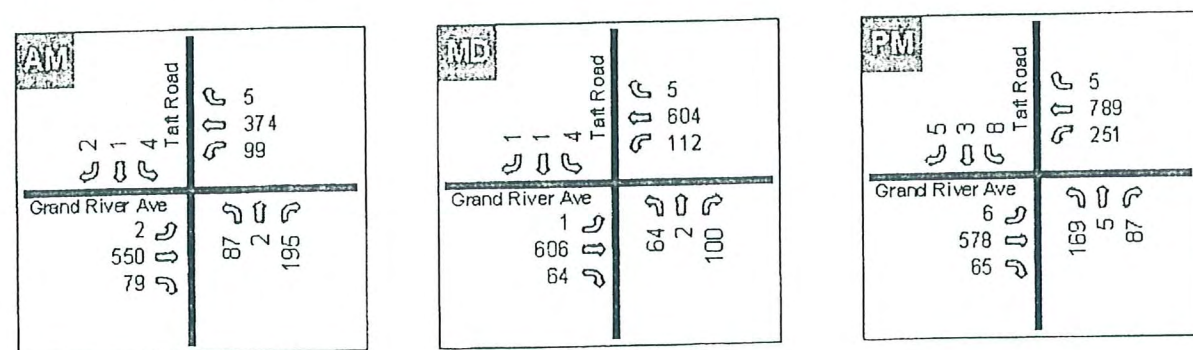 AM
Taft Road
5
374
99
2 1 4
Grand River Ave
2
550
79
87 2 195
MD
Taft Road
5
604
112
1 1 4
Grand River Ave
1
606
64
64 2 100
PM
Taft Road
5
789
251
5 3 8
Grand River Ave
6
578
65
169 5 87